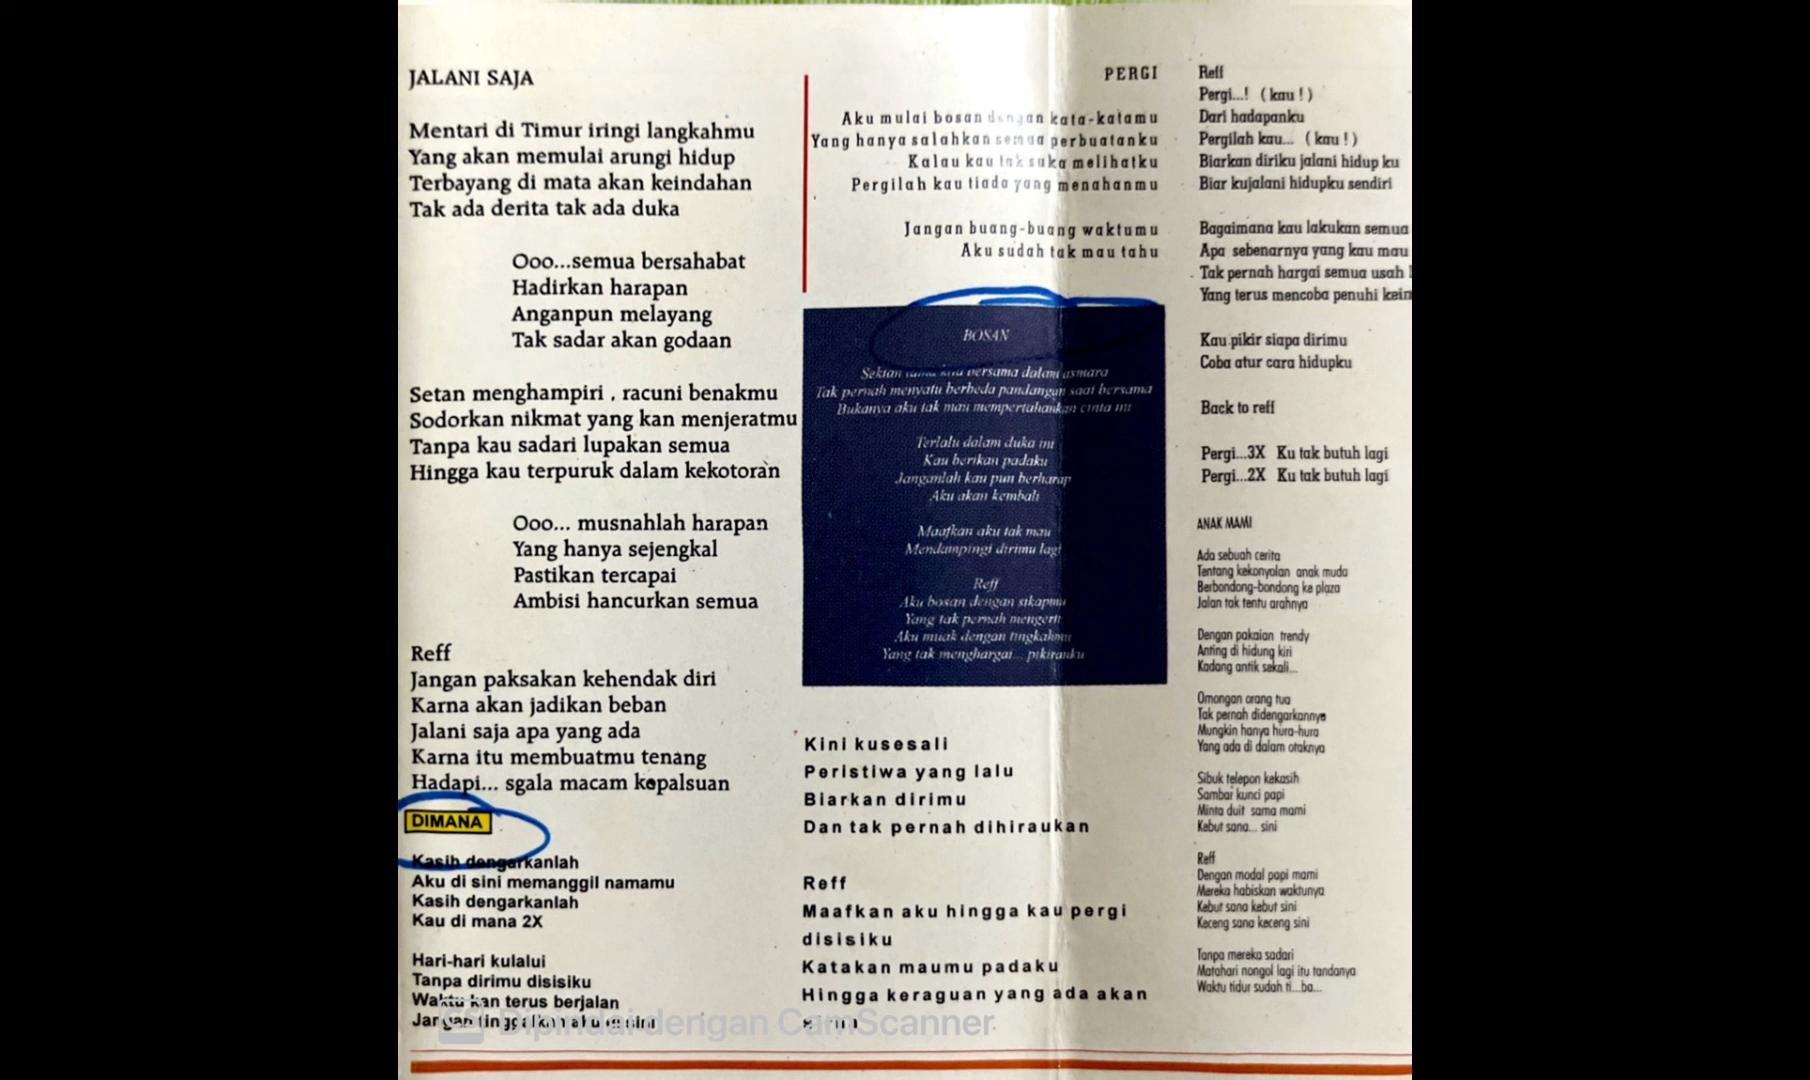 JALANI SAJA
Mentari di Timur iringi langkahmu
Yang akan memulai arungi hidup
Terbayang di mata akan keindahan
Tak ada derita tak ada duka
Ooo...semua bersahabat
Hadirkan harapan
Anganpun melayang
Tak sadar akan godaan
Setan menghampiri , racuni benakmu
Sodorkan nikmat yang kan menjeratmu
Tanpa kau sadari lupakan semua
Hingga kau terpuruk dalam kekotoran
Ooo... musnahlah harapan
Yang hanya sejengkal
Pastikan tercapai
Ambisi hancurkan semua
Reff
Jangan paksakan kehendak diri
Karna akan jadikan beban
Jalani saja apa yang ada
Karna itu membuatmu tenang
Hadapi... sgala macam kepalsuan
DIMANA
Kasih dengarkanlah
Aku di sini memanggil namamu
Kasih dengarkanlah
Kau di mana 2X
Hari-hari kulalui
Tanpa dirimu disisiku
Waktu kan terus berjalan
Jangan tinggalkan aku di sini
PERGI
Aku mulai bosan dengan kata-katamu
Yang hanya salahkan semua perbuatanku
Kalau kau tak suka melihatku
Pergilah kau tiada yang menahanmu
Jangan buang-buang waktumu
Aku sudah tak mau tahu
BOSAN
Sekian lama kita bersama dalam asmara
Tak pernah menyatu berbeda pandangan saat bersama
Bukanya aku tak mau mempertahankan cinta ini
Terlalu dalam duka ini
Kau berikan padaku
Janganlah kau pun berharap
Aku akan kembali
Maafkan aku tak mau
Mendampingi dirimu lagi
Reff
Aku bosan dengan sikapmu
Yang tak pernah mengerti
Aku muak dengan tingkahmu
Yang tak menghargai... pikiranku
Kini kusesali
Peristiwa yang lalu
Biarkan dirimu
Dan tak pernah dihiraukan
Reff
Maafkan aku hingga kau pergi
disisiku
Katakan maumu padaku
Hingga keraguan yang ada akan
Reff
Pergi...! ( kau ! )
Dari hadapanku
Pergilah kau... ( kau ! )
Biarkan diriku jalani hidup ku
Biar kujalani hidupku sendiri
Bagaimana kau lakukan semua
Apa sebenarnya yang kau mau
Tak pernah hargai semua usah
Yang terus mencoba penuhi kein
Kau pikir siapa dirimu
Coba atur cara hidupku
Back to reff
Pergi...3X Ku tak butuh lagi
Pergi...2X Ku tak butuh lagi
ANAK MAMI
Ada sebuah cerita
Tentang kekonyolan anak muda
Berbondong-bondong ke plaza
Jalan tak tentu arahnya
Dengan pakaian trendy
Anting di hidung kiri
Kadang antik sekali...
Omongan orang tua
Tak pernah didengarkannya
Mungkin hanya hura-hura
Yang ada di dalam otaknya
Sibuk telepon kekasih
Sambar kunci papi
Minta duit sama mami
Kebut sana... sini
Reff
Dengan modal papi mami
Mereka habiskan waktunya
Kebut sana kebut sini
Keceng sana keceng sini
Tanpa mereka sadari
Matahari nongol lagi itu tandanya
Waktu tidur sudah ti...ba...
CS Dipindai dengan CamScanner